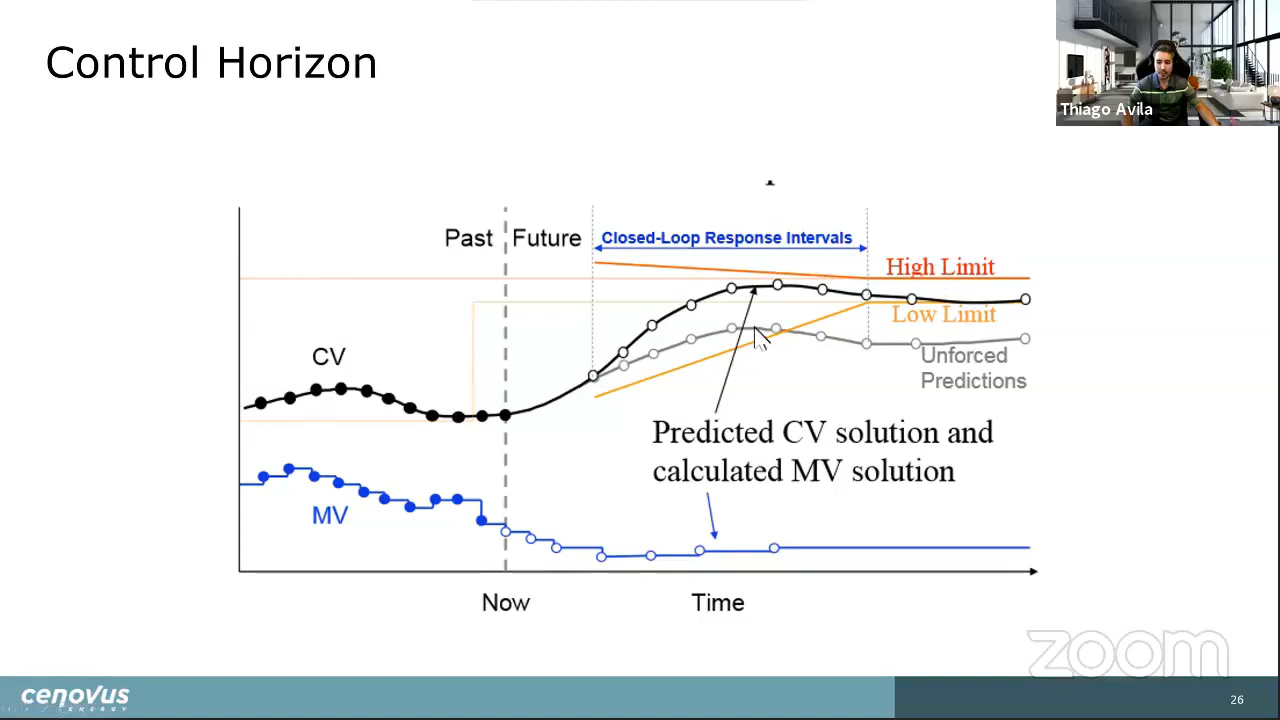 Control Horizon
Thiago Avila
Past
Future
Closed-Loop Response Intervals
High Limit
Low Limit
CV
Unforced
Predictions
Predicted CV solution and
calculated MV solution
MV
Now
Time
zoom
cenovus
ENERGY
26